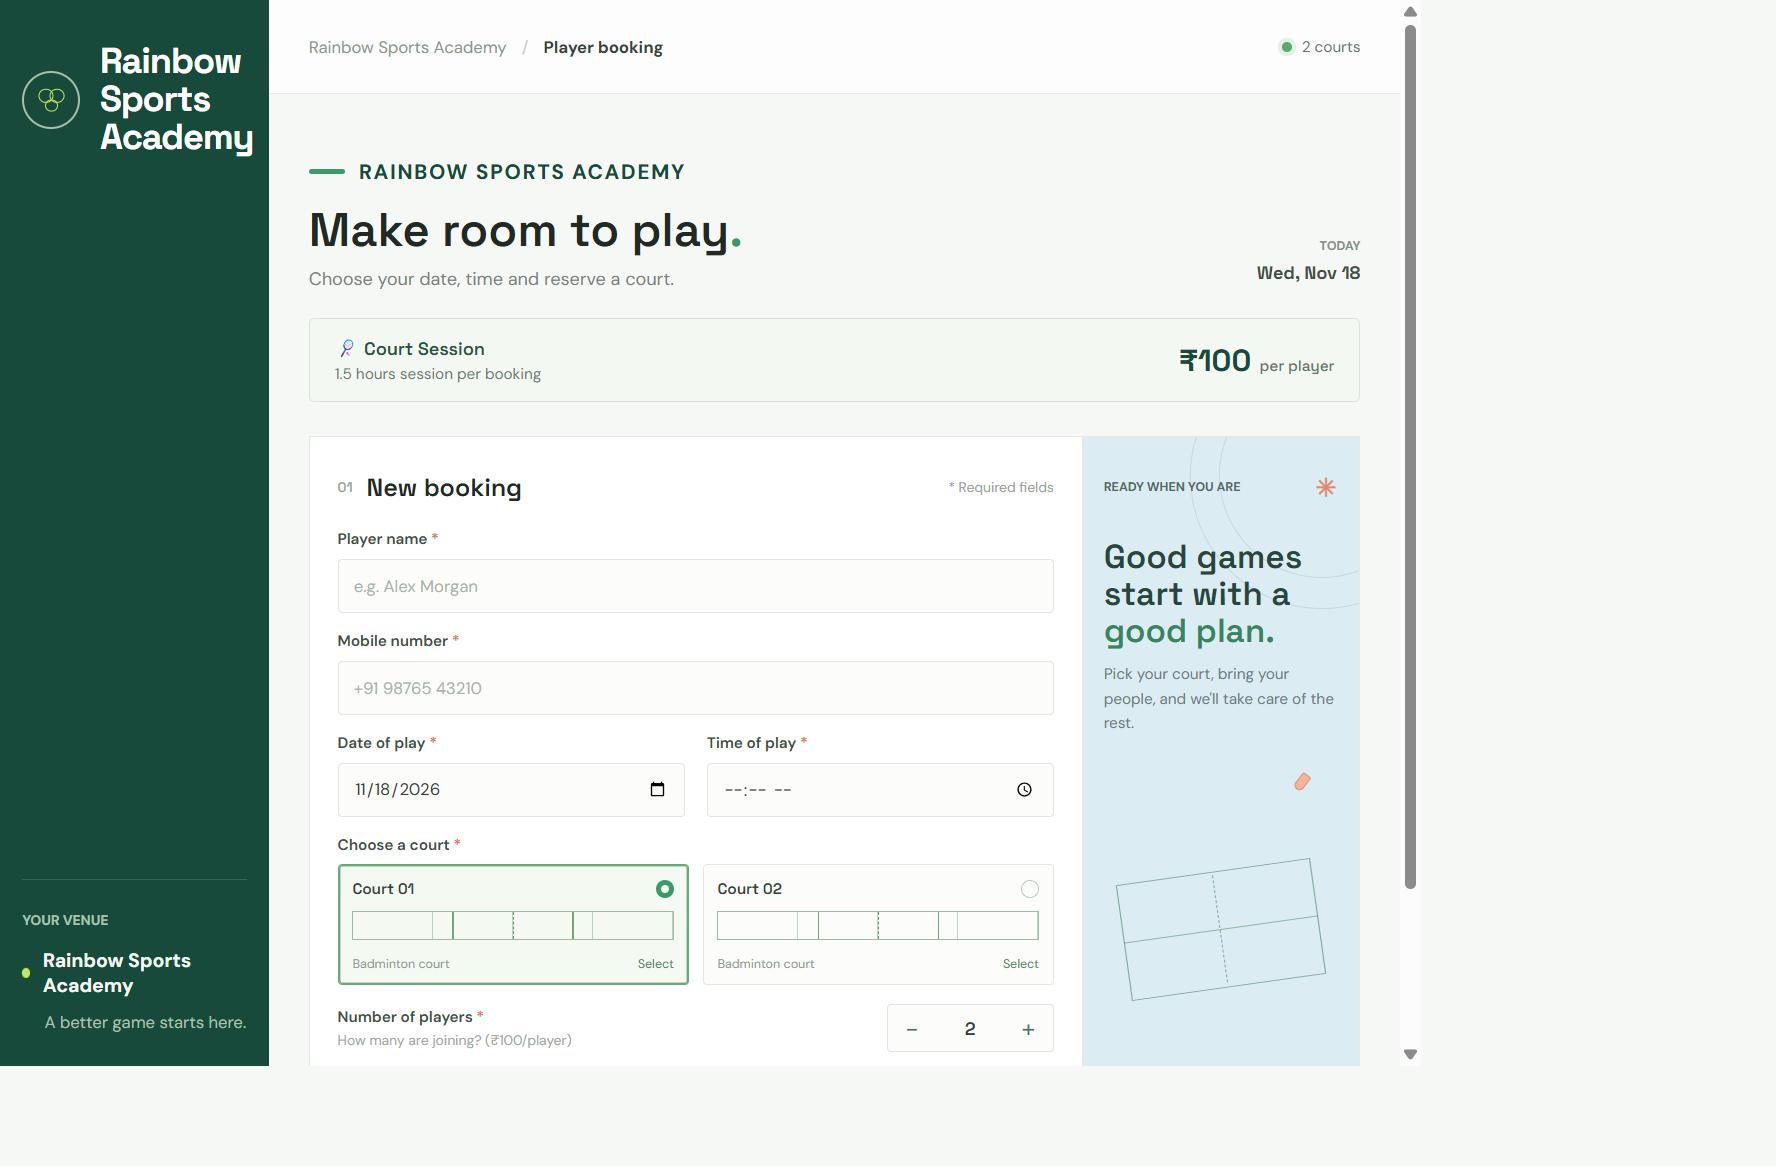 Rainbow
Sports
Academy
YOUR VENUE
Rainbow Sports
Academy
A better game starts here.
Rainbow Sports Academy / Player booking
2 courts
RAINBOW SPORTS ACADEMY
Make room to play.
Choose your date, time and reserve a court.
TODAY
Wed, Nov 18
Court Session
1.5 hours session per booking
₹100 per player
01 New booking
* Required fields
Player name *
e.g. Alex Morgan
Mobile number *
+91 98765 43210
Date of play *
11/18/2026
Time of play *
--:-- --
Choose a court *
Court 01
Badminton court
Select
Court 02
Badminton court
Select
Number of players *
How many are joining? (₹100/player)
− 2 +
READY WHEN YOU ARE
Good games
start with a
good plan.
Pick your court, bring your
people, and we'll take care of the
rest.